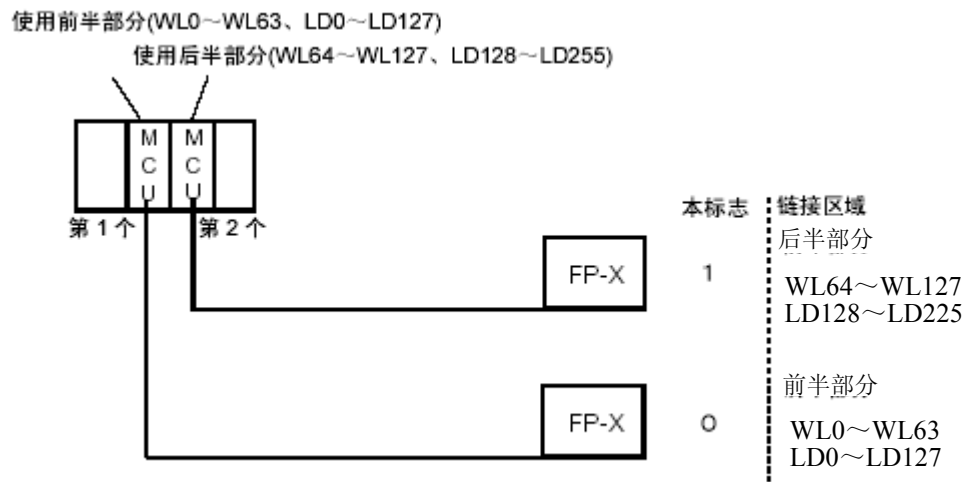 使用前半部分(WL0～WL63、LD0～LD127)
使用后半部分(WL64～WL127、LD128～LD255)
M
C
U
M
C
U
第1个
第2个
本标志
链接区域
后半部分
FP-X
1
WL64～WL127
LD128～LD225
前半部分
FP-X
0
WL0～WL63
LD0～LD127